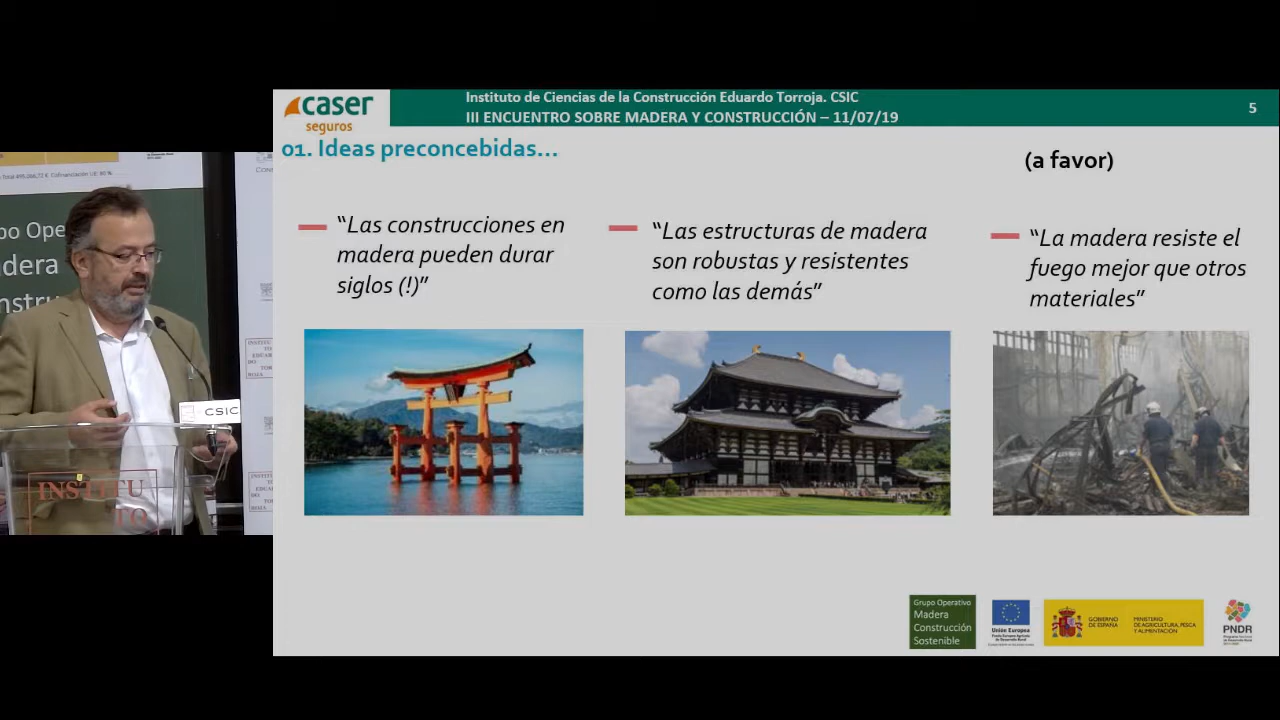 caser
seguros
Instituto de Ciencias de la Construcción Eduardo Torroja. CSIC
III ENCUENTRO SOBRE MADERA Y CONSTRUCCIÓN – 11/07/19
5
01. Ideas preconcebidas...
(a favor)
“Las construcciones en
madera pueden durar
siglos (!)”
“Las estructuras de madera
son robustas y resistentes
como las demás”
“La madera resiste el
fuego mejor que otros
materiales”
CSIC
INSTITU
TO
Grupo Operativo
Madera
Construcción
Sostenible
Unión Europea
GOBIERNO
DE ESPAÑA
MINISTERIO
DE AGRICULTURA, PESCA
Y ALIMENTACIÓN
PNDR